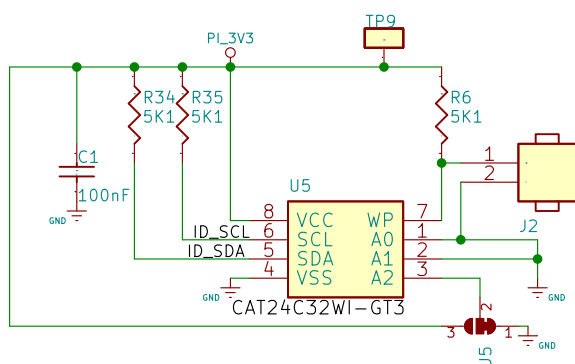 TP9
PI_3V3
R34
5K1
R35
5K1
R6
5K1
C1
100nF
GND
1
2
J2
U5
ID_SCL
ID_SDA
8 VCC WP 7
6 SCL A0 1
5 SDA A1 2
4 VSS A2 3
CAT24C32WI-GT3
GND
GND
2
3
1
GND
J5